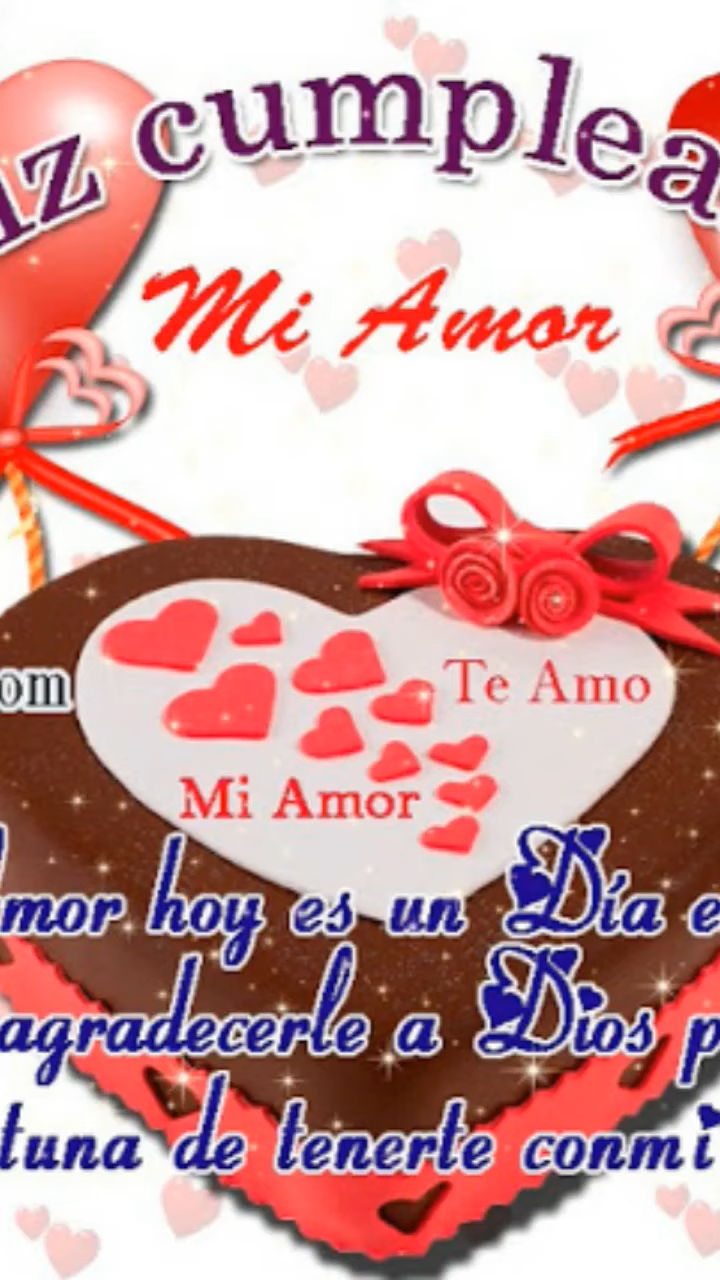 iz cumplea
Mi Amor
om
Te Amo
Mi Amor
mor hoy es un Día e
agradecerle a Dios p
tuna de tenerte conmi